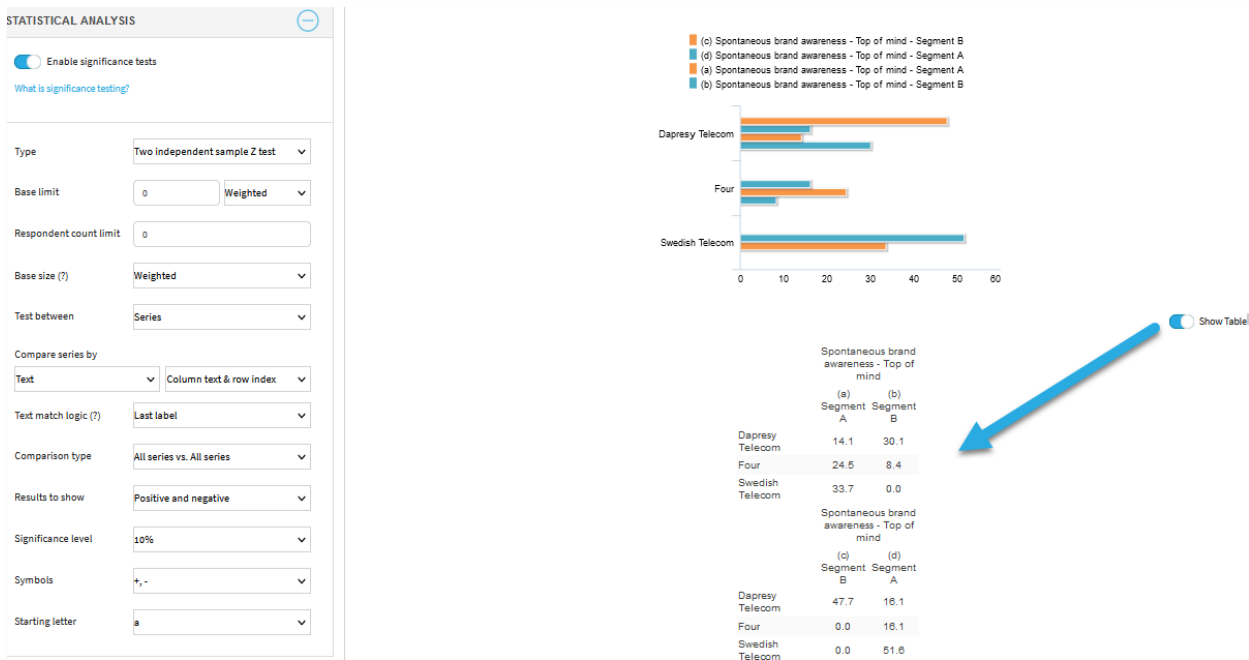 STATISTICAL ANALYSIS
Enable significance tests
What is significance testing?
Type Two independent sample Z test
Base limit 0 Weighted
Respondent count limit 0
Base size (?) Weighted
Test between Series
Compare series by
Text Column text & row index
Text match logic (?) Last label
Comparison type All series vs. All series
Results to show Positive and negative
Significance level 10%
Symbols +, -
Starting letter a
(c) Spontaneous brand awareness - Top of mind - Segment B
(d) Spontaneous brand awareness - Top of mind - Segment A
(a) Spontaneous brand awareness - Top of mind - Segment A
(b) Spontaneous brand awareness - Top of mind - Segment B
Dapresy Telecom
Four
Swedish Telecom
0 10 20 30 40 50 60
Show Table
Spontaneous brand
awareness - Top of
mind
(a) (b)
Segment Segment
A B
Dapresy
Telecom 14.1 30.1
Four 24.5 8.4
Swedish
Telecom 33.7 0.0
Spontaneous brand
awareness - Top of
mind
(c) (d)
Segment Segment
B A
Dapresy
Telecom 47.7 16.1
Four 0.0 16.1
Swedish
Telecom 0.0 51.6